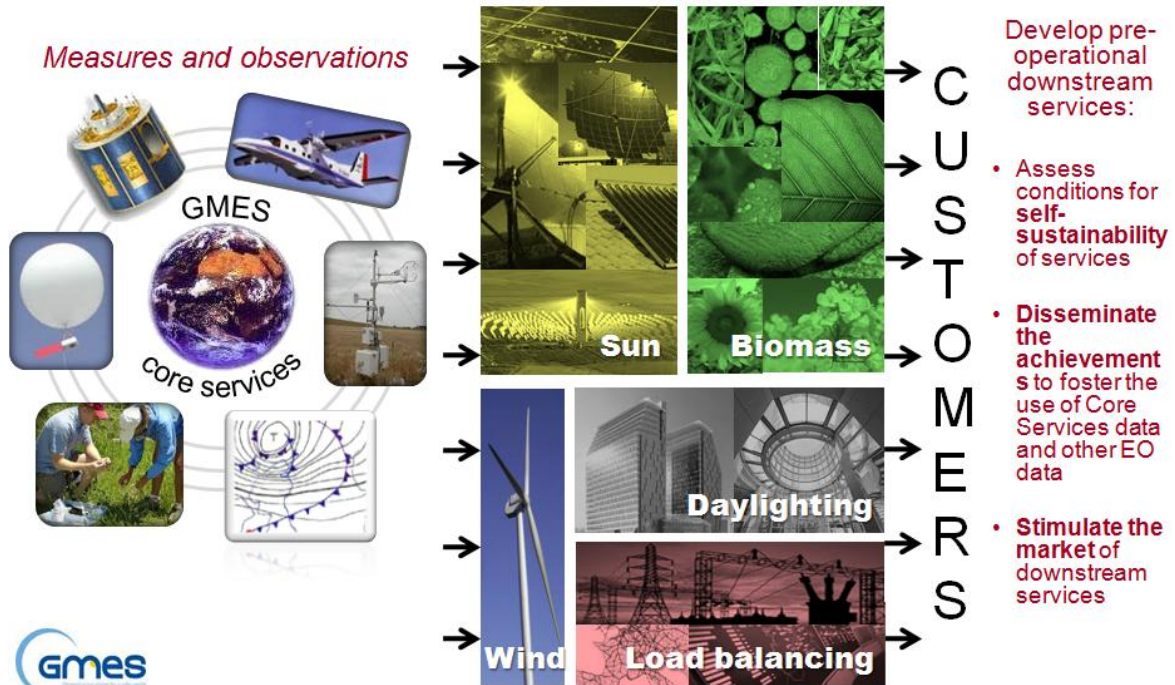 Measures and observations
GMES
core services
T
Sun
Biomass
Wind
Daylighting
Load balancing
CUSTOMERS
Develop pre-
operational
downstream
services:
• Assess
conditions for
self-
sustainability
of services
• Disseminate
the
achievement
s to foster the
use of Core
Services data
and other EO
data
• Stimulate the
market of
downstream
services
GMES